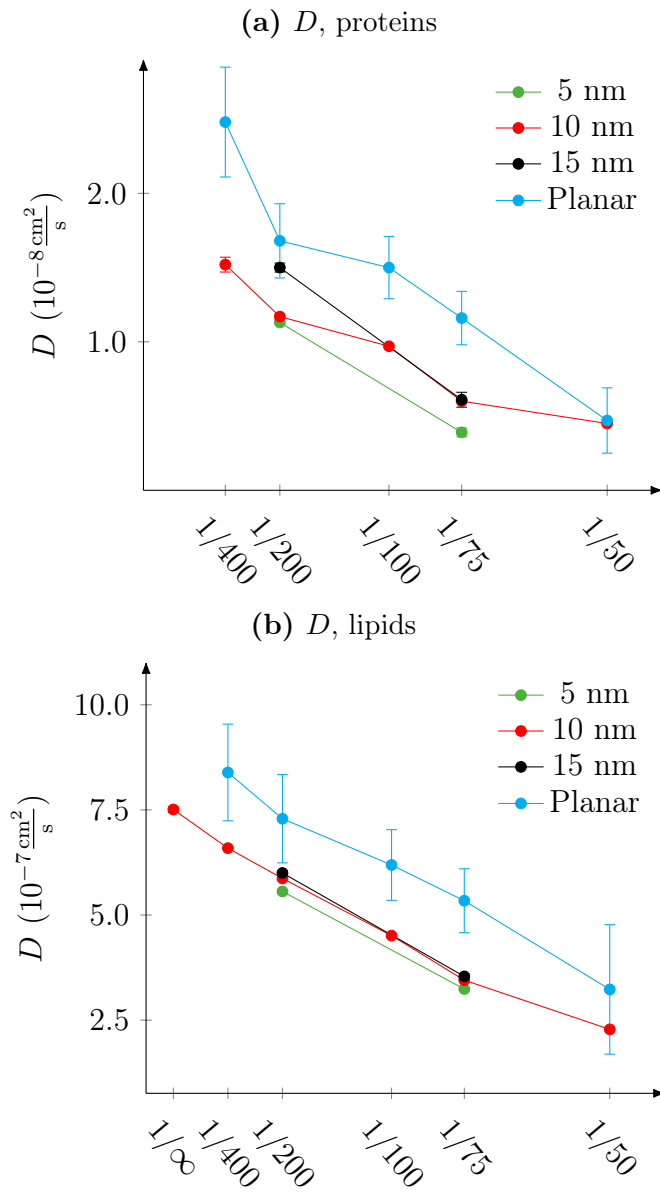 (a) D, proteins
5 nm
10 nm
15 nm
Planar
2.0
1.0
D (10⁻⁸ cm²/s)
1/400
1/200
1/100
1/75
1/50
(b) D, lipids
5 nm
10 nm
15 nm
Planar
10.0
7.5
5.0
2.5
D (10⁻⁷ cm²/s)
1/∞
1/400
1/200
1/100
1/75
1/50